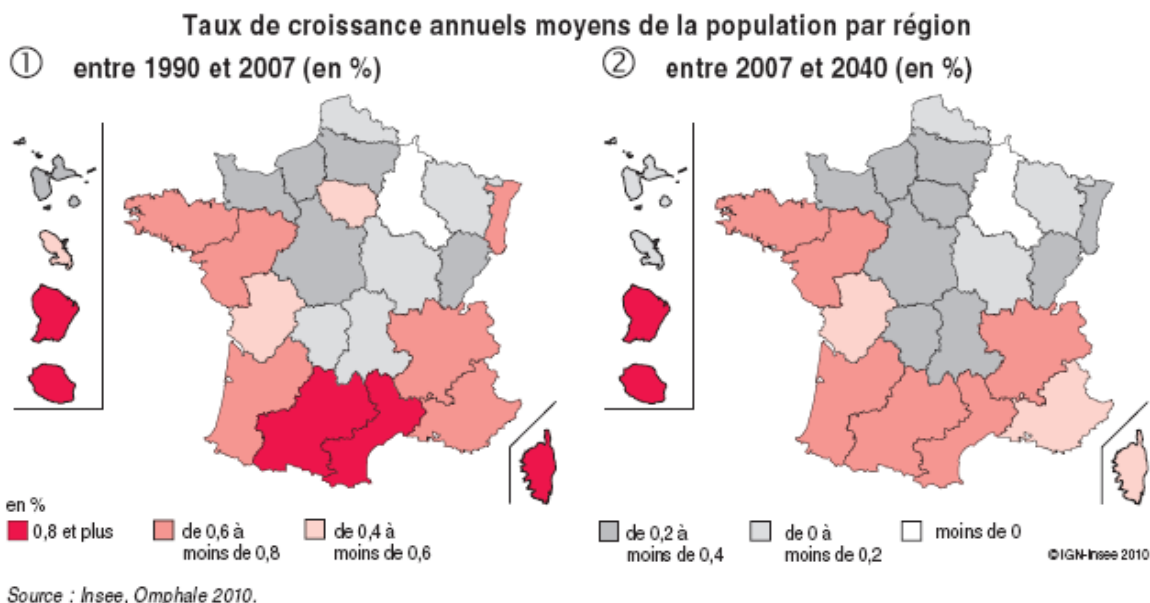 Taux de croissance annuels moyens de la population par région
① entre 1990 et 2007 (en %)
② entre 2007 et 2040 (en %)
en %
0,8 et plus
de 0,6 à
moins de 0,8
de 0,4 à
moins de 0,6
de 0,2 à
moins de 0,4
de 0 à
moins de 0,2
moins de 0
©IGN-Insee 2010
Source : Insee, Omphale 2010.